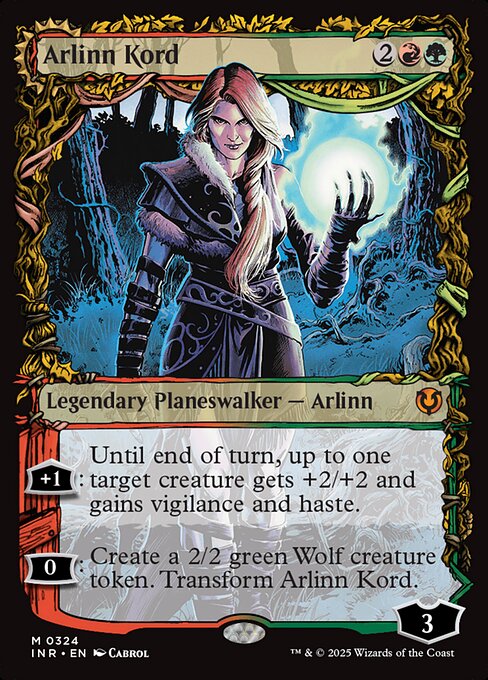 Arlinn Kord 2
Legendary Planeswalker — Arlinn
+1: Until end of turn, up to one
target creature gets +2/+2 and
gains vigilance and haste.
0: Create a 2/2 green Wolf creature
token. Transform Arlinn Kord.
3
M 0324
INR • EN Cabrol
™ & © 2025 Wizards of the Coast